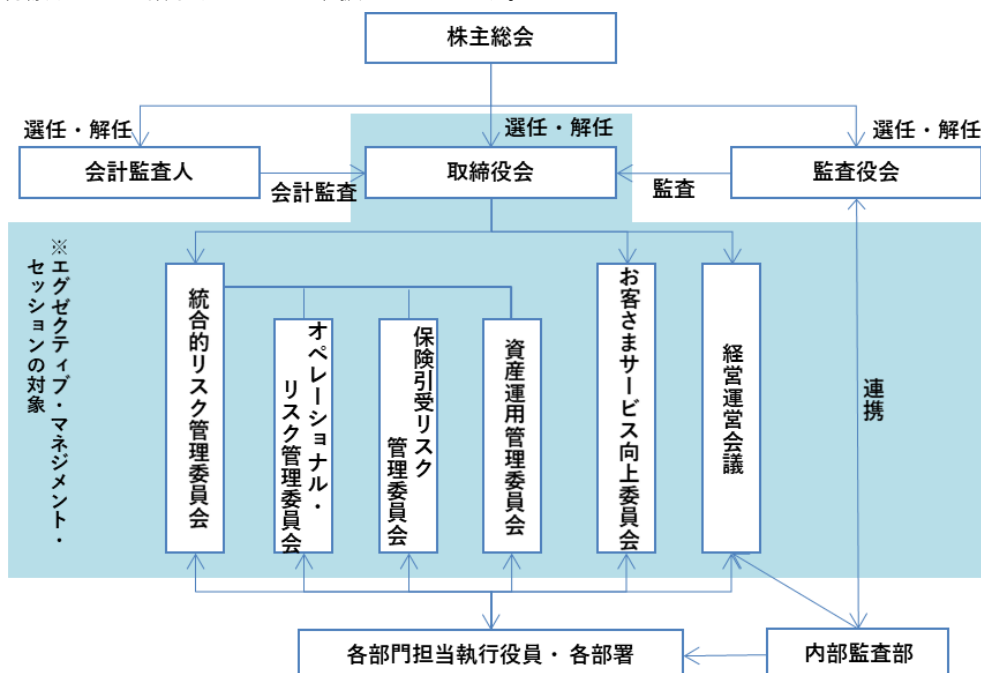 株主総会
選任・解任
選任・解任
選任・解任
会計監査人
取締役会
監査役会
会計監査
監査
※エグゼクティブ・マネジメント・
セッションの対象
統合的リスク管理委員会
オペレーショナル・
リスク管理委員会
保険引受リスク
管理委員会
資産運用管理委員会
お客さまサービス向上委員会
経営運営会議
連携
各部門担当執行役員・各部署
内部監査部